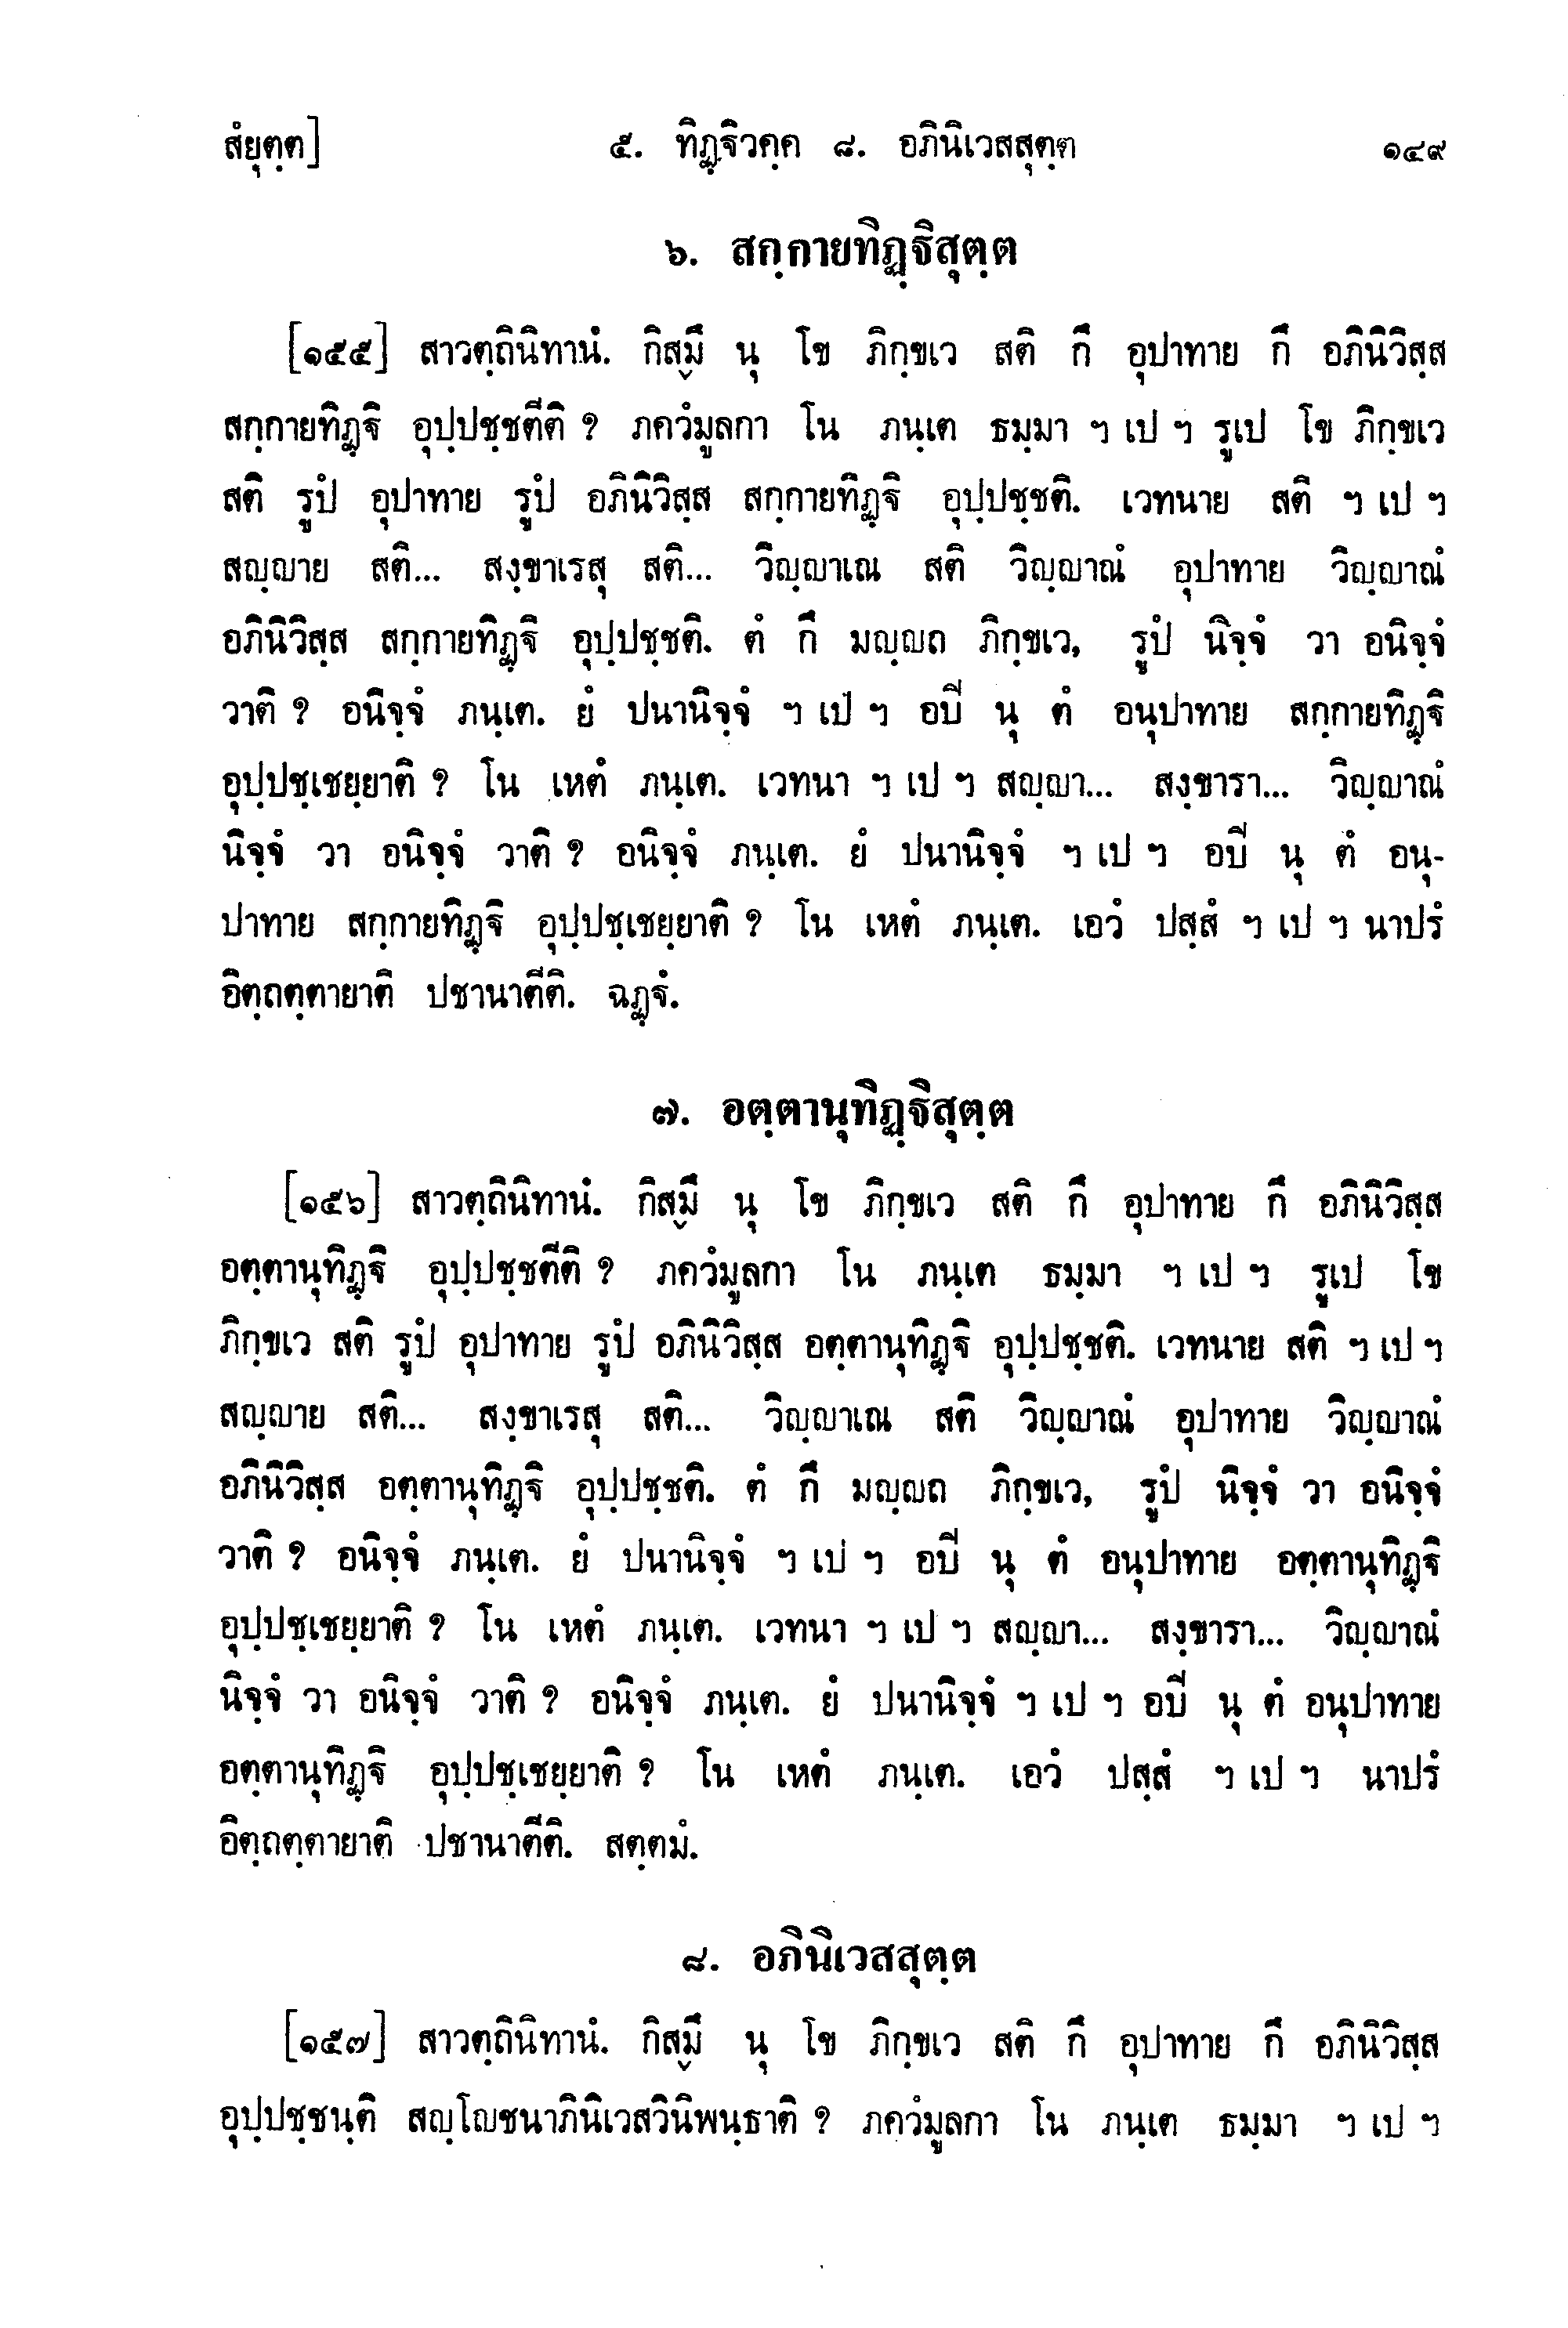 สํยุตฺต] ๕. ทิฏฺฐิวคฺค ๘. อภินิเวสสุตฺต ๑๔๙
๖. สกฺกายทิฏฺฐิสุตฺต
[๑๕๕] สาวตฺถินิทานํ. กิสฺมึ นุ โข ภิกฺขเว สติ กึ อุปาทาย กึ อภินิวิสฺส
สกฺกายทิฏฺฐิ อุปฺปชฺชตีติ ? ภควํมูลกา โน ภนฺเต ธมฺมา ฯ เป ฯ รูเป โข ภิกฺขเว
สติ รูปํ อุปาทาย รูปํ อภินิวิสฺส สกฺกายทิฏฺฐิ อุปฺปชฺชติ. เวทนาย สติ ฯ เป ฯ
สญฺญาย สติ... สงฺขาเรสุ สติ... วิญฺญาเณ สติ วิญฺญาณํ อุปาทาย วิญฺญาณํ
อภินิวิสฺส สกฺกายทิฏฺฐิ อุปฺปชฺชติ. ตํ กึ มญฺญถ ภิกฺขเว, รูปํ นิจฺจํ วา อนิจฺจํ
วาติ ? อนิจฺจํ ภนฺเต. ยํ ปนานิจฺจํ ฯ เป ฯ อปิ นุ ตํ อนุปาทาย สกฺกายทิฏฺฐิ
อุปฺปชฺเชยฺยาติ ? โน เหตํ ภนฺเต. เวทนา ฯ เป ฯ สญฺญา... สงฺขารา... วิญฺญาณํ
นิจฺจํ วา อนิจฺจํ วาติ ? อนิจฺจํ ภนฺเต. ยํ ปนานิจฺจํ ฯ เป ฯ อปิ นุ ตํ อนุ-
ปาทาย สกฺกายทิฏฺฐิ อุปฺปชฺเชยฺยาติ ? โน เหตํ ภนฺเต. เอวํ ปสฺสํ ฯ เป ฯ นาปรํ
อิตฺถตฺตายาติ ปชานาตีติ. ฉฏฺฐํ.
๗. อตฺตานุทิฏฺฐิสุตฺต
[๑๕๖] สาวตฺถินิทานํ. กิสฺมึ นุ โข ภิกฺขเว สติ กึ อุปาทาย กึ อภินิวิสฺส
อตฺตานุทิฏฺฐิ อุปฺปชฺชตีติ ? ภควํมูลกา โน ภนฺเต ธมฺมา ฯ เป ฯ รูเป โข
ภิกฺขเว สติ รูปํ อุปาทาย รูปํ อภินิวิสฺส อตฺตานุทิฏฺฐิ อุปฺปชฺชติ. เวทนาย สติ ฯ เป ฯ
สญฺญาย สติ... สงฺขาเรสุ สติ... วิญฺญาเณ สติ วิญฺญาณํ อุปาทาย วิญฺญาณํ
อภินิวิสฺส อตฺตานุทิฏฺฐิ อุปฺปชฺชติ. ตํ กึ มญฺญถ ภิกฺขเว, รูปํ นิจฺจํ วา อนิจฺจํ
วาติ ? อนิจฺจํ ภนฺเต. ยํ ปนานิจฺจํ ฯ เป ฯ อปิ นุ ตํ อนุปาทาย อตฺตานุทิฏฺฐิ
อุปฺปชฺเชยฺยาติ ? โน เหตํ ภนฺเต. เวทนา ฯ เป ฯ สญฺญา... สงฺขารา... วิญฺญาณํ
นิจฺจํ วา อนิจฺจํ วาติ ? อนิจฺจํ ภนฺเต. ยํ ปนานิจฺจํ ฯ เป ฯ อปิ นุ ตํ อนุปาทาย
อตฺตานุทิฏฺฐิ อุปฺปชฺเชยฺยาติ ? โน เหตํ ภนฺเต. เอวํ ปสฺสํ ฯ เป ฯ นาปรํ
อิตฺถตฺตายาติ ปชานาตีติ. สตฺตมํ.
๘. อภินิเวสสุตฺต
[๑๕๗] สาวตฺถินิทานํ. กิสฺมึ นุ โข ภิกฺขเว สติ กึ อุปาทาย กึ อภินิวิสฺส
อุปฺปชฺชนฺติ สญฺโญชนาภินิเวสวินิพนฺธาติ ? ภควํมูลกา โน ภนฺเต ธมฺมา ฯ เป ฯ